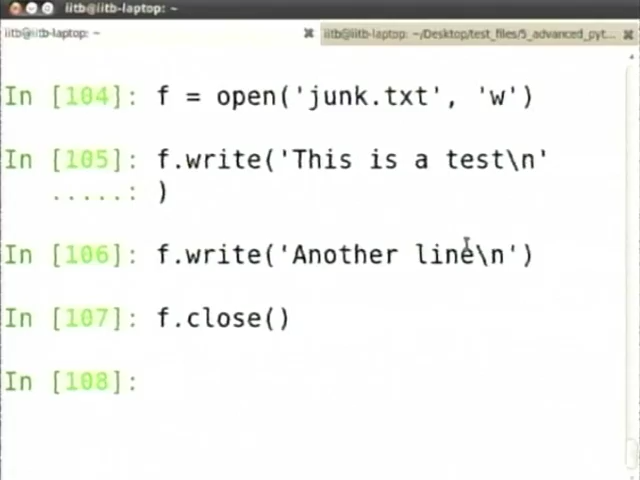 iitb@iitb-laptop: ~
iitb@iitb-laptop: ~
iitb@iitb-laptop: ~/Desktop/test_files/5_advanced_pyt...
In [104]: f = open('junk.txt', 'w')
In [105]: f.write('This is a test\n'
.....: )
In [106]: f.write('Another line\n')
In [107]: f.close()
In [108]: